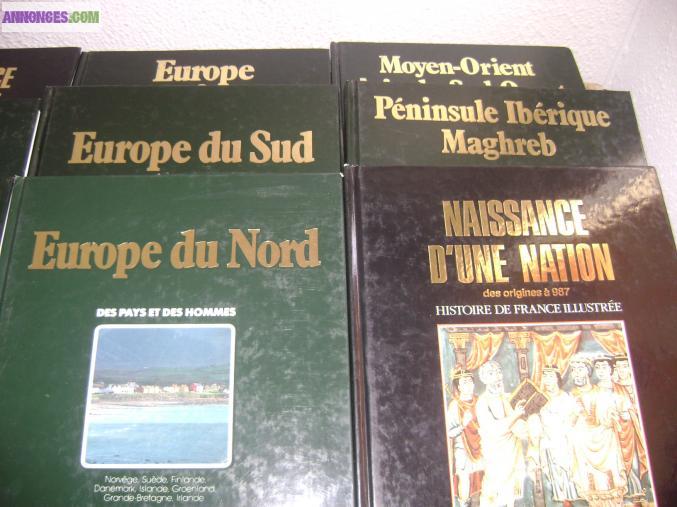 ANNONCES.COM
Europe
Moyen-Orient
Europe du Sud
Péninsule Ibérique
Maghreb
Europe du Nord
DES PAYS ET DES HOMMES
Norvège, Suède, Finlande,
Danemark, Islande, Groenland,
Grande-Bretagne, Irlande
NAISSANCE
D'UNE NATION
des origines à 987
HISTOIRE DE FRANCE ILLUSTRÉE